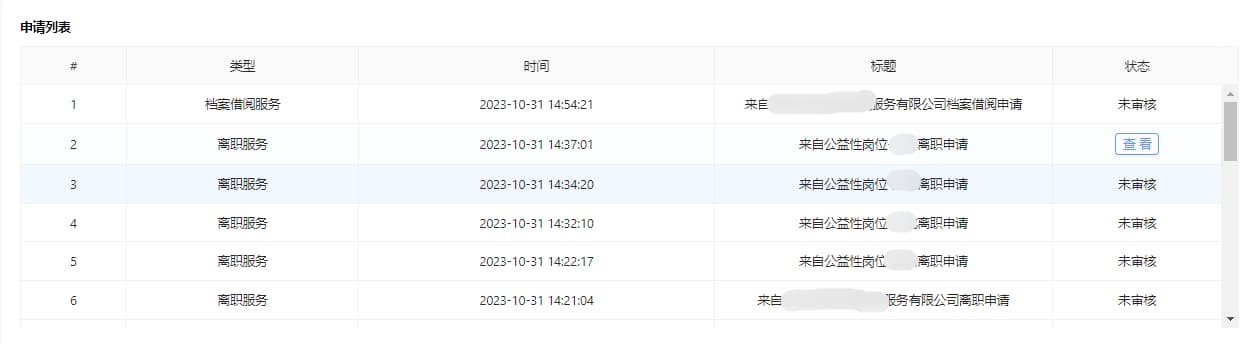 申请列表
# 类型 时间 标题 状态
1 档案借阅服务 2023-10-31 14:54:21 来自 服务有限公司档案借阅申请 未审核
2 离职服务 2023-10-31 14:37:01 来自公益性岗位 离职申请 查看
3 离职服务 2023-10-31 14:34:20 来自公益性岗位 离职申请 未审核
4 离职服务 2023-10-31 14:32:10 来自公益性岗位 离职申请 未审核
5 离职服务 2023-10-31 14:22:17 来自公益性岗位 离职申请 未审核
6 离职服务 2023-10-31 14:21:04 来自 服务有限公司离职申请 未审核